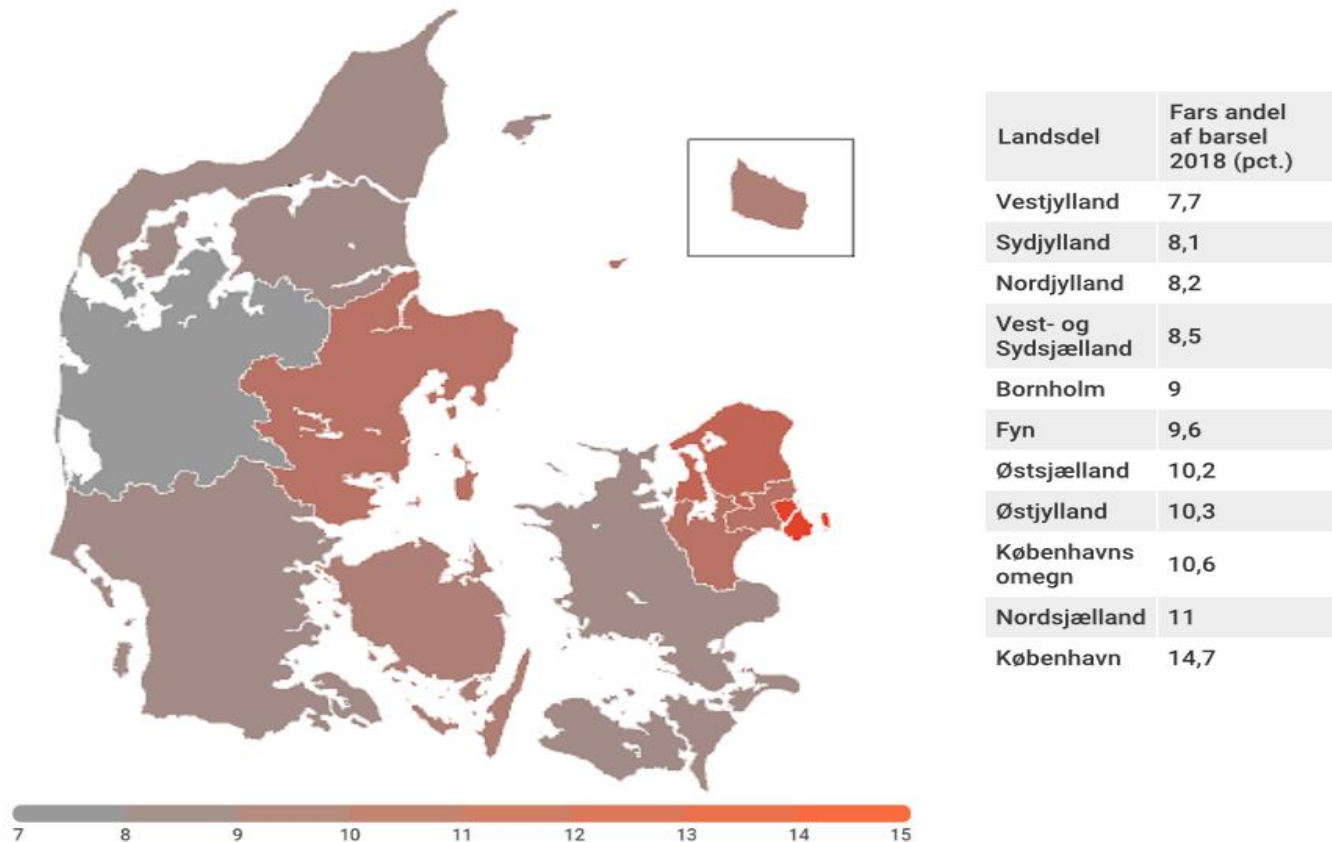 Landsdel
Fars andel
af barsel
2018 (pct.)
Vestjylland 7,7
Sydjylland 8,1
Nordjylland 8,2
Vest- og
Sydsjælland 8,5
Bornholm 9
Fyn 9,6
Østsjælland 10,2
Østjylland 10,3
Københavns
omegn 10,6
Nordsjælland 11
København 14,7
7 8 9 10 11 12 13 14 15